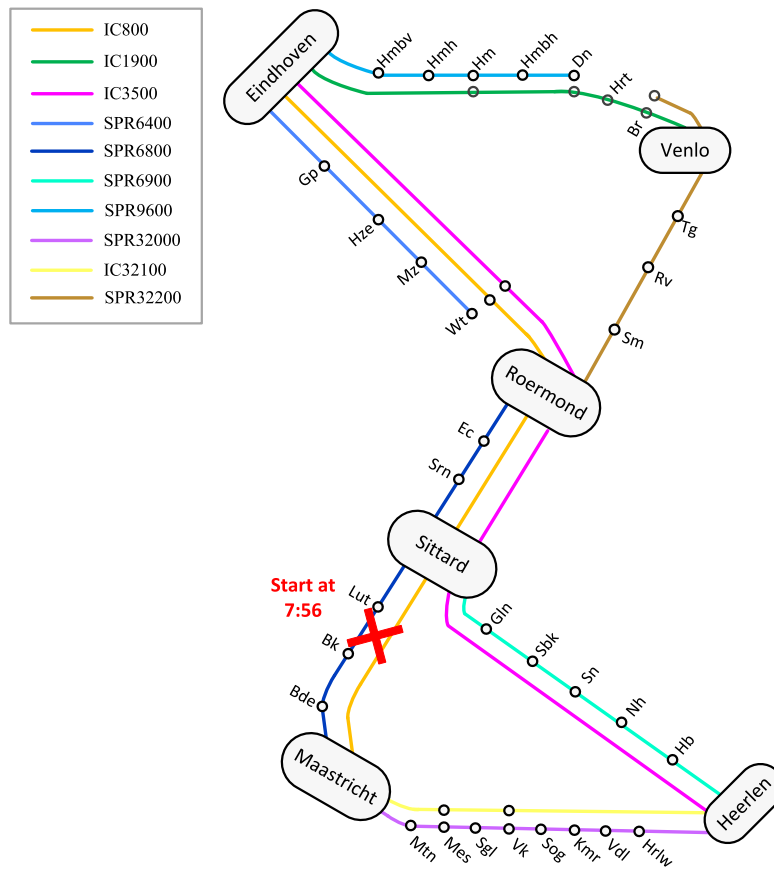 IC800
IC1900
IC3500
SPR6400
SPR6800
SPR6900
SPR9600
SPR32000
IC32100
SPR32200
Eindhoven
Hmbv
Hmh
Hm
Hmbh
Dn
Hrt
Br
Venlo
Gp
Hze
Mz
Wt
Tg
Rv
Sm
Roermond
Ec
Srn
Sittard
Start at
7:56
Lut
Bk
Bde
Gln
Sbk
Sn
Nh
Hb
Maastricht
Heerlen
Mtn
Mes
Sgl
Vk
Sog
Kmr
Vdl
Hrlw